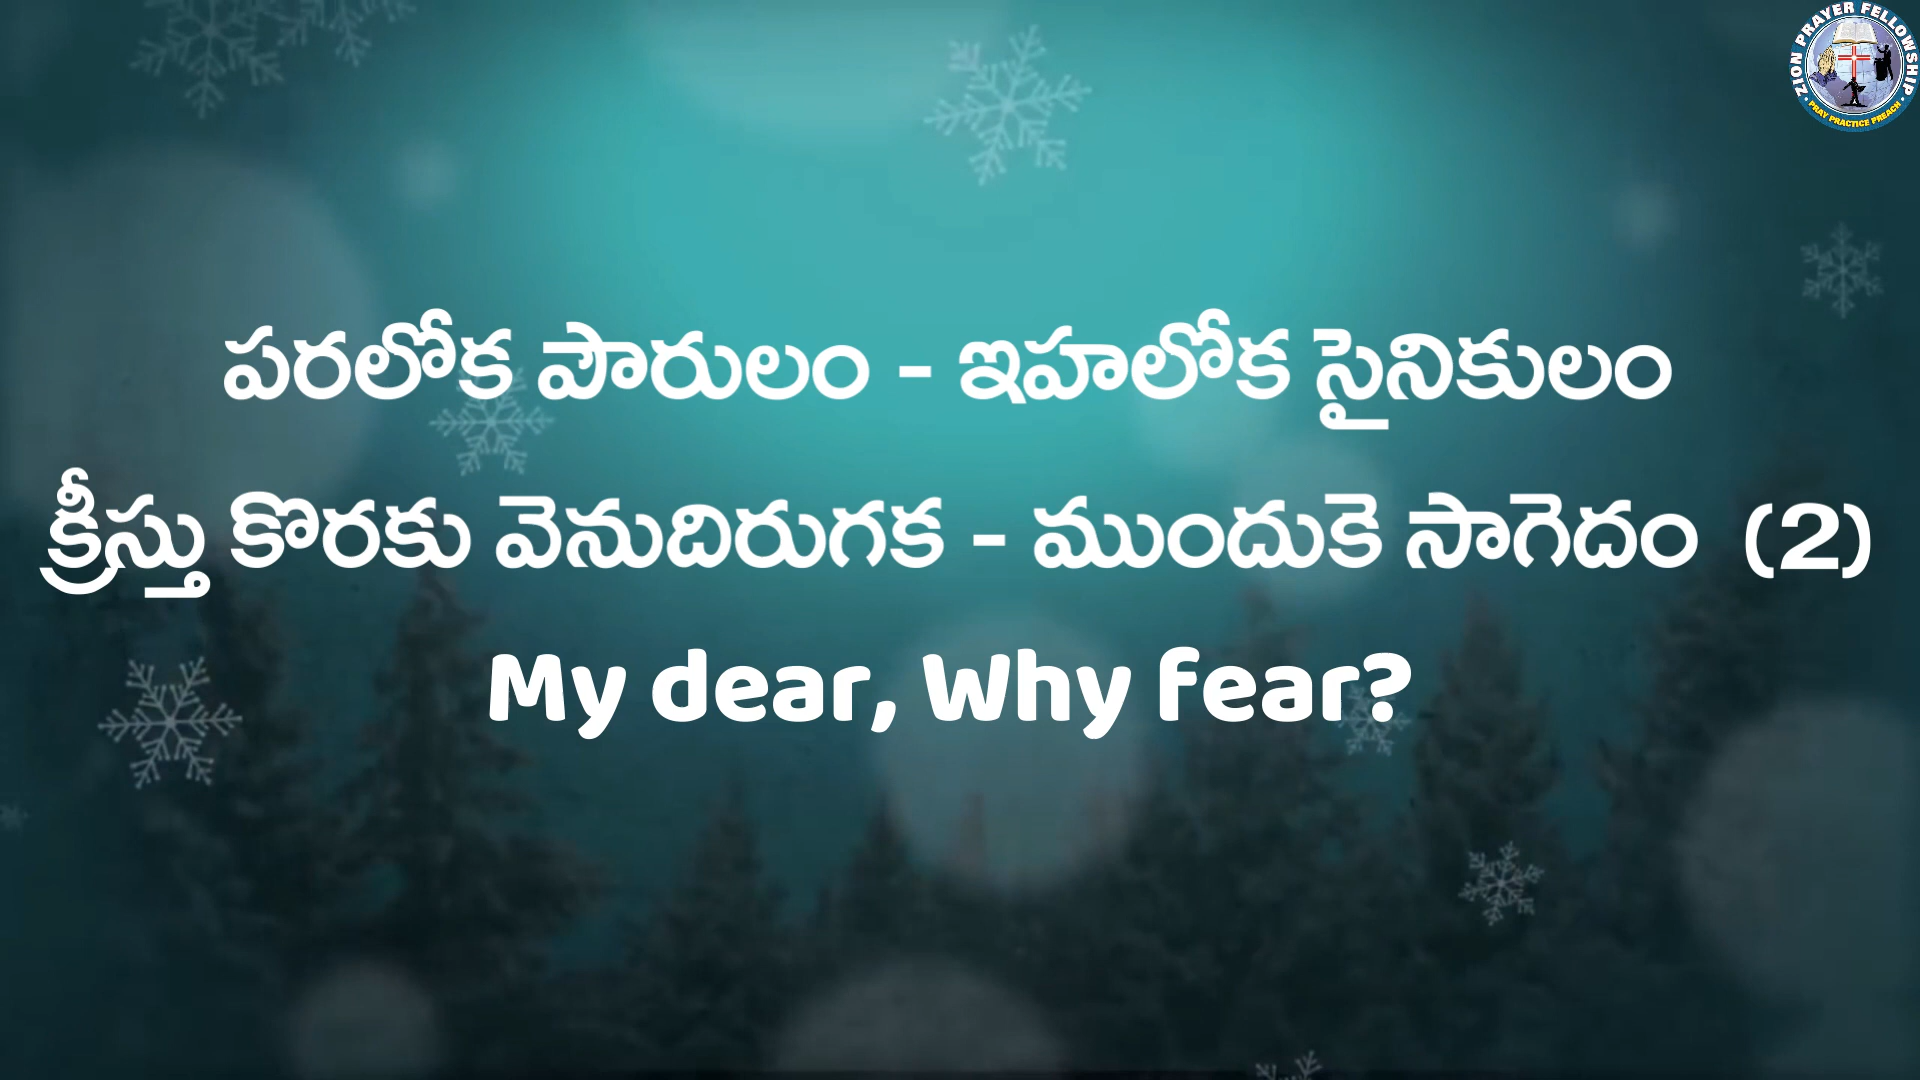 ZION PRAYER FELLOWSHIP
PRAY PRACTICE PREACH
పరలోక పౌరులం - ఇహలోక సైనికులం
క్రీస్తు కొరకు వెనుదిరుగక - ముందుకె సాగెదం (2)
My dear, Why fear?